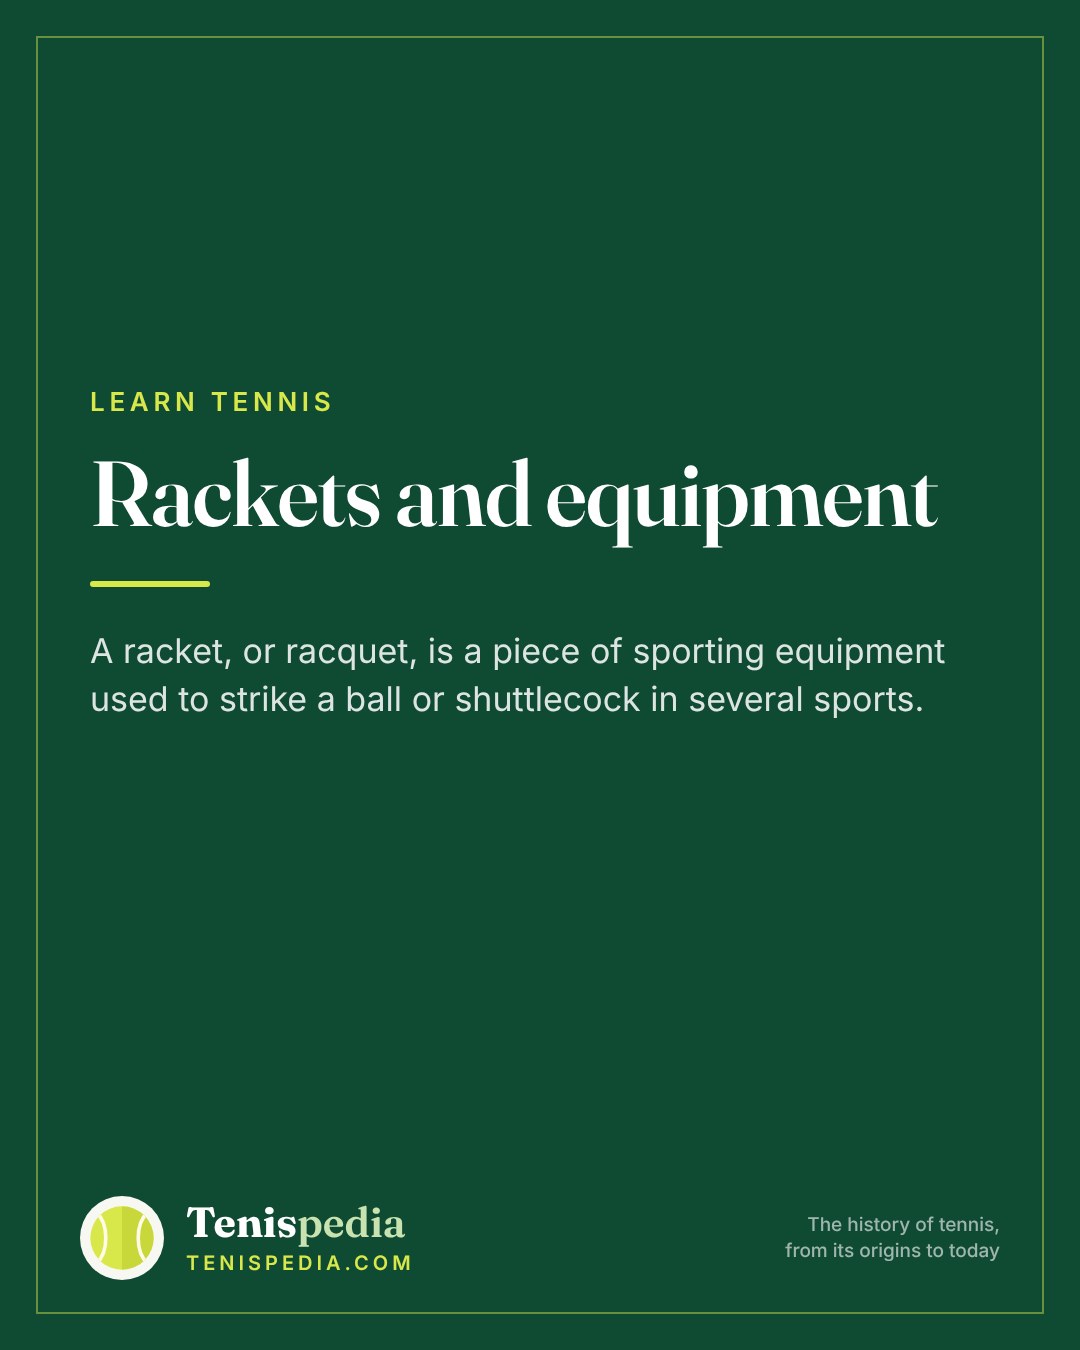 LEARN TENNIS
Rackets and equipment
A racket, or racquet, is a piece of sporting equipment
used to strike a ball or shuttlecock in several sports.
Tenispedia
TENISPEDIA.COM
The history of tennis,
from its origins to today